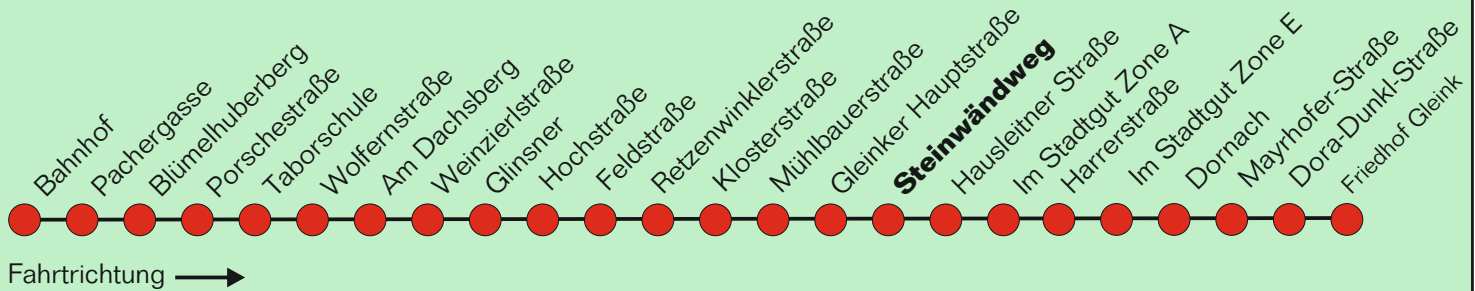 Bahnhof
Pachergasse
Blümelhuberberg
Porschestraße
Taborschule
Wolfernstraße
Am Dachsberg
Weinzierlstraße
Glinsner
Hochstraße
Feldstraße
Retzenwinklerstraße
Klosterstraße
Mühlbauerstraße
Gleinker Hauptstraße
Steinwändweg
Hausleitner Straße
Im Stadtgut Zone A
Harrerstraße
Im Stadtgut Zone E
Dornach
Mayrhofer-Straße
Dora-Dunkl-Straße
Friedhof Gleink
Fahrtrichtung